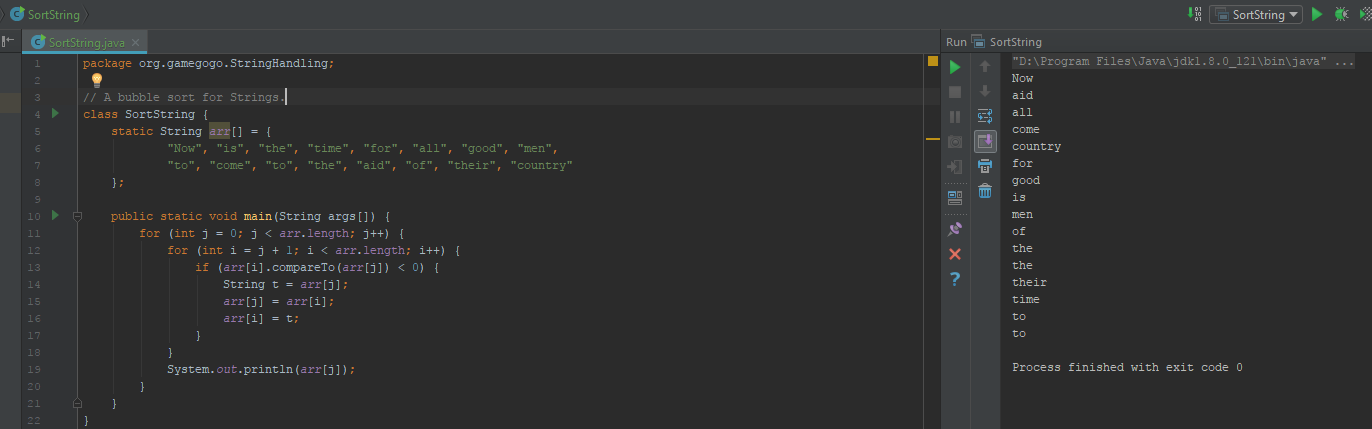 SortString
SortString
SortString.java
Run SortString
1 package org.gamegogo.StringHandling;
2
3 // A bubble sort for Strings.
4 class SortString {
5 static String arr[] = {
6 "Now", "is", "the", "time", "for", "all", "good", "men",
7 "to", "come", "to", "the", "aid", "of", "their", "country"
8 };
9
10 public static void main(String args[]) {
11 for (int j = 0; j < arr.length; j++) {
12 for (int i = j + 1; i < arr.length; i++) {
13 if (arr[i].compareTo(arr[j]) < 0) {
14 String t = arr[j];
15 arr[j] = arr[i];
16 arr[i] = t;
17 }
18 }
19 System.out.println(arr[j]);
20 }
21 }
22 }
"D:\Program Files\Java\jdk1.8.0_121\bin\java" ...
Now
aid
all
come
country
for
good
is
men
of
the
the
their
time
to
to
Process finished with exit code 0